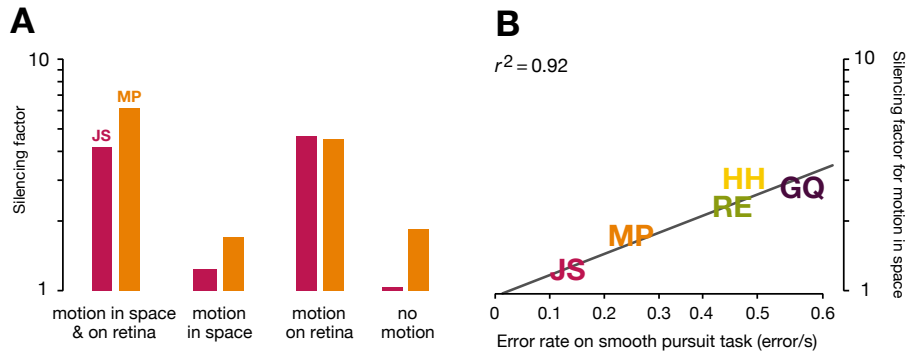 A
10
Silencing factor
1
JS
MP
motion in space
& on retina
motion
in space
motion
on retina
no
motion
B
r² = 0.92
10
Silencing factor for motion in space
1
JS
MP
RE
HH
GQ
0
0.1
0.2
0.3
0.4
0.5
0.6
Error rate on smooth pursuit task (error/s)